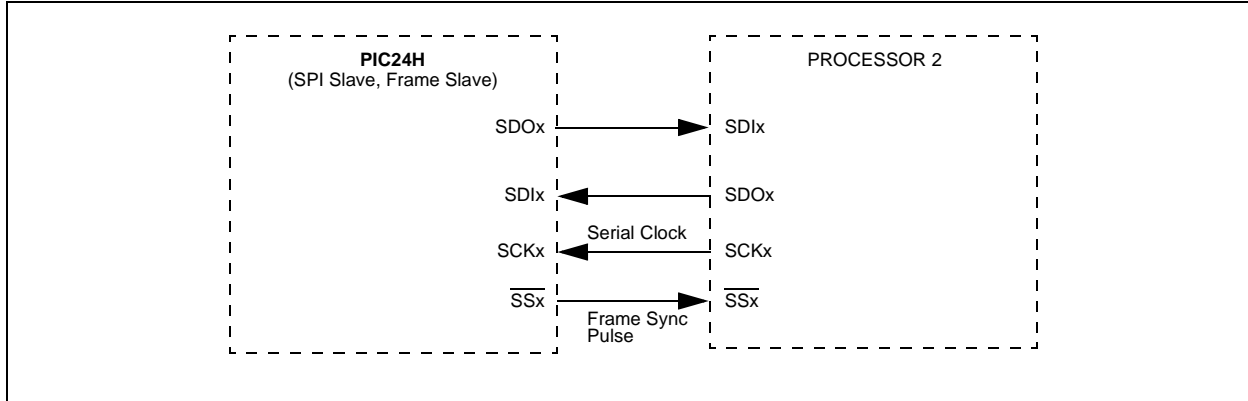 PIC24H
(SPI Slave, Frame Slave)
PROCESSOR 2
SDOx
SDIx
SDIx
SDOx
Serial Clock
SCKx
SCKx
SSx
SSx
Frame Sync
Pulse